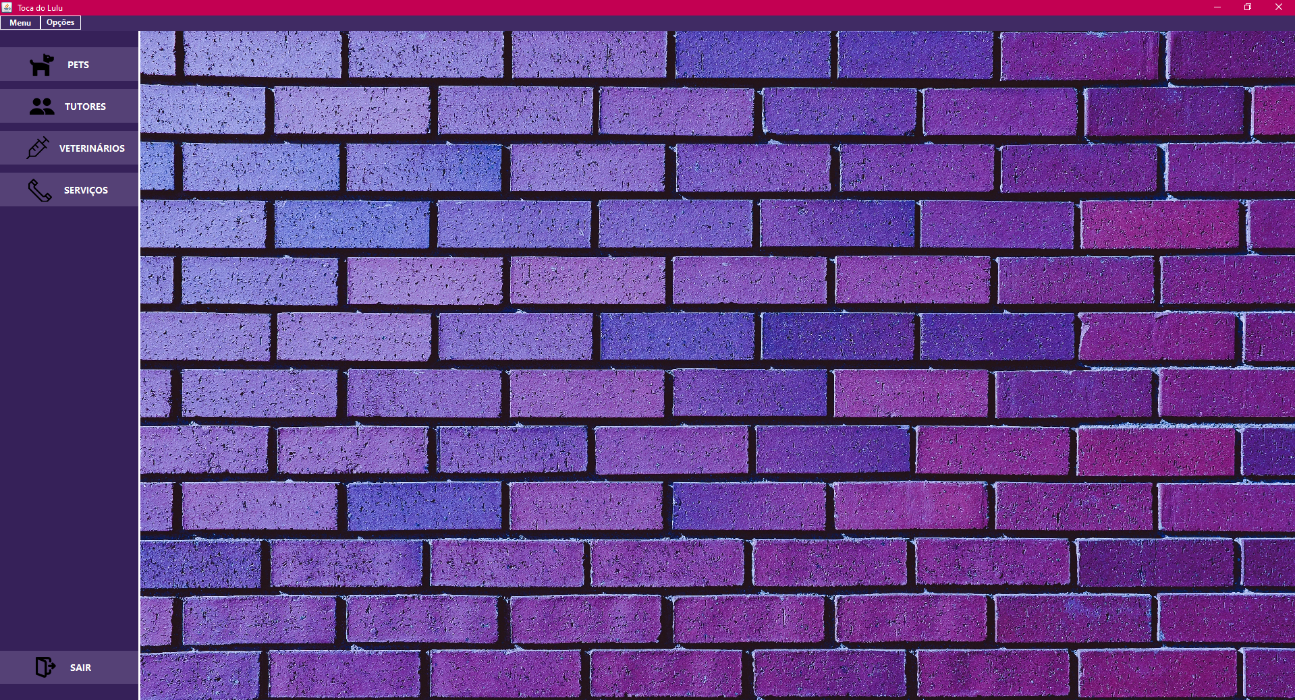 Toca do Lulu
Menu Opções
PETS
TUTORES
VETERINÁRIOS
SERVIÇOS
SAIR